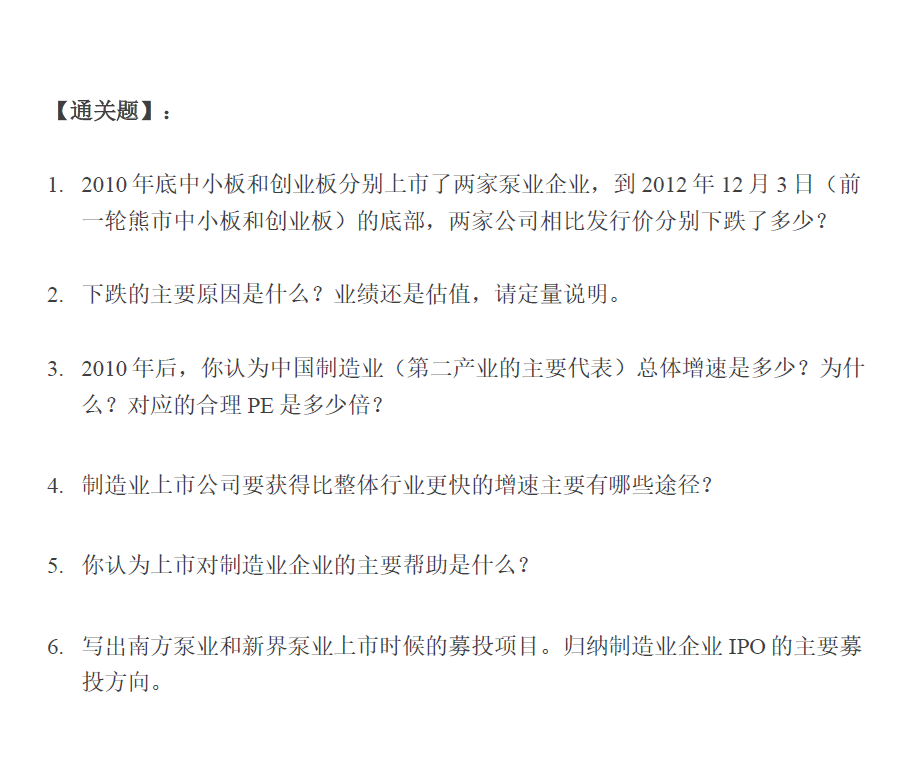 【通关题】：
1. 2010 年底中小板和创业板分别上市了两家泵业企业，到 2012 年 12 月 3 日（前
一轮熊市中小板和创业板）的底部，两家公司相比发行价分别下跌了多少？
2. 下跌的主要原因是什么？业绩还是估值，请定量说明。
3. 2010 年后，你认为中国制造业（第二产业的主要代表）总体增速是多少？为什
么？对应的合理 PE 是多少倍？
4. 制造业上市公司要获得比整体行业更快的增速主要有哪些途径？
5. 你认为上市对制造业企业的主要帮助是什么？
6. 写出南方泵业和新界泵业上市时候的募投项目。归纳制造业企业 IPO 的主要募
投方向。